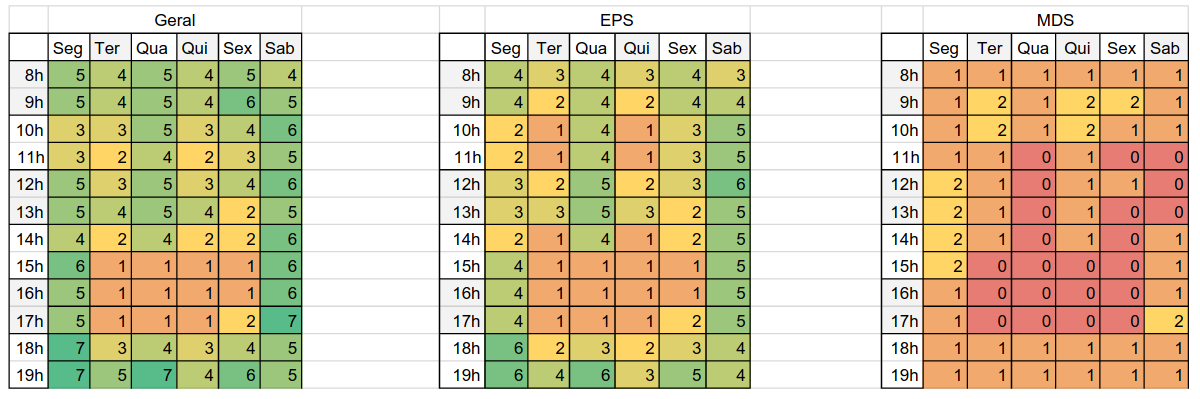 Geral EPS MDS
Seg Ter Qua Qui Sex Sab Seg Ter Qua Qui Sex Sab Seg Ter Qua Qui Sex Sab
8h 5 4 5 4 5 4 8h 4 3 4 3 4 3 8h 1 1 1 1 1 1
9h 5 4 5 4 6 5 9h 4 2 4 2 4 4 9h 1 2 1 2 2 1
10h 3 3 5 3 4 6 10h 2 1 4 1 3 5 10h 1 2 1 2 1 1
11h 3 2 4 2 3 5 11h 2 1 4 1 3 5 11h 1 1 0 1 0 0
12h 5 3 5 3 4 6 12h 3 2 5 2 3 6 12h 2 1 0 1 1 0
13h 5 4 5 4 2 5 13h 3 3 5 3 2 5 13h 2 1 0 1 0 0
14h 4 2 4 2 2 6 14h 2 1 4 1 2 5 14h 2 1 0 1 0 1
15h 6 1 1 1 1 6 15h 4 1 1 1 1 5 15h 2 0 0 0 0 1
16h 5 1 1 1 1 6 16h 4 1 1 1 1 5 16h 1 0 0 0 0 1
17h 5 1 1 1 2 7 17h 4 1 1 1 2 5 17h 1 0 0 0 0 2
18h 7 3 4 3 4 5 18h 6 2 3 2 3 4 18h 1 1 1 1 1 1
19h 7 5 7 4 6 5 19h 6 4 6 3 5 4 19h 1 1 1 1 1 1